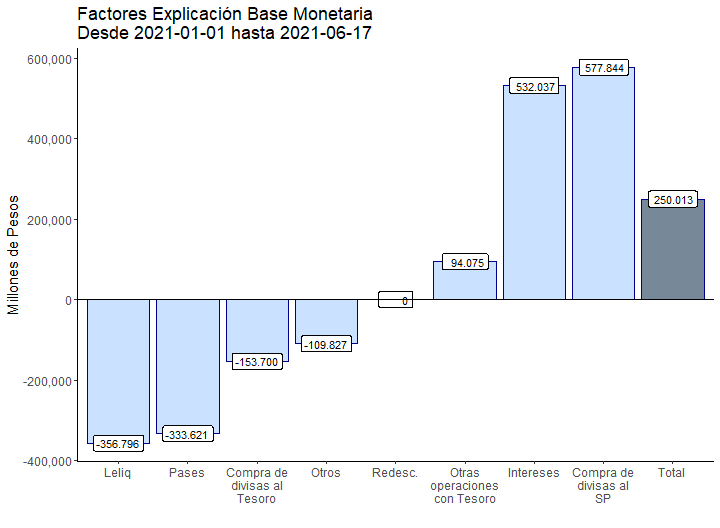 Factores Explicación Base Monetaria
Desde 2021-01-01 hasta 2021-06-17
Millones de Pesos
600,000
400,000
200,000
0
-200,000
-400,000
-356.796
-333.621
-153.700
-109.827
0
94.075
532.037
577.844
250.013
Leliq
Pases
Compra de
divisas al
Tesoro
Otros
Redesc.
Otras
operaciones
con Tesoro
Intereses
Compra de
divisas al
SP
Total